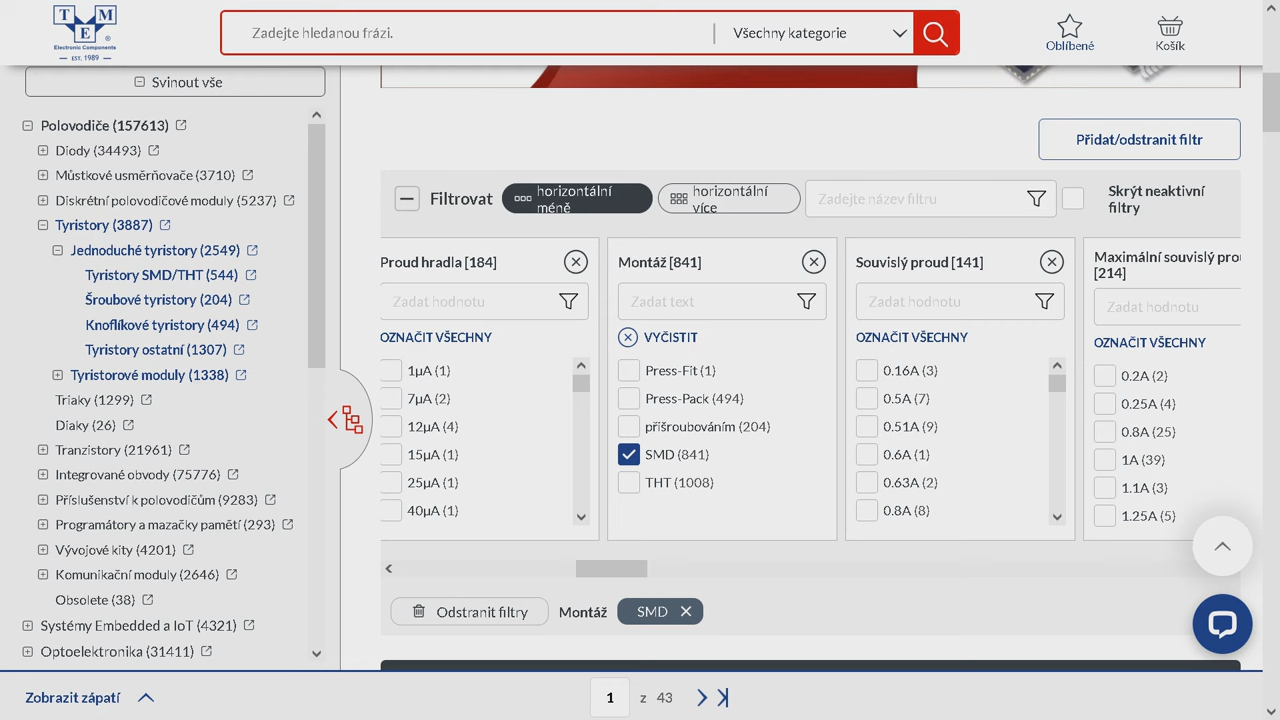 TME
Electronic Components
EST. 1989
Zadejte hledanou frázi.
Všechny kategorie
Oblíbené
Košík
Svinout vše
Polovodiče (157613)
Diody (34493)
Můstkové usměrňovače (3710)
Diskrétní polovodičové moduly (5237)
Tyristory (3887)
Jednoduché tyristory (2549)
Tyristory SMD/THT (544)
Šroubové tyristory (204)
Knoflíkové tyristory (494)
Tyristory ostatní (1307)
Tyristorové moduly (1338)
Triaky (1299)
Diaky (26)
Tranzistory (21961)
Integrované obvody (75776)
Příslušenství k polovodičům (9283)
Programátory a mazačky pamětí (293)
Vývojové kity (4201)
Komunikační moduly (2646)
Obsolete (38)
Systémy Embedded a IoT (4321)
Optoelektronika (31411)
Přidat/odstranit filtr
Filtrovat
horizontální
méně
horizontální
více
Zadejte název filtru
Skrýt neaktivní
filtry
Proud hradla [184]
Zadat hodnotu
OZNAČIT VŠECHNY
1µA (1)
7µA (2)
12µA (4)
15µA (1)
25µA (1)
40µA (1)
Montáž [841]
Zadat text
VYČISTIT
Press-Fit (1)
Press-Pack (494)
přišroubováním (204)
SMD (841)
THT (1008)
Souvislý proud [141]
Zadat hodnotu
OZNAČIT VŠECHNY
0.16A (3)
0.5A (7)
0.51A (9)
0.6A (1)
0.63A (2)
0.8A (8)
Maximální souvislý prou
[214]
Zadat hodnotu
OZNAČIT VŠECHNY
0.2A (2)
0.25A (4)
0.8A (25)
1A (39)
1.1A (3)
1.25A (5)
Odstranit filtry
Montáž
SMD
Zobrazit zápatí
1 z 43